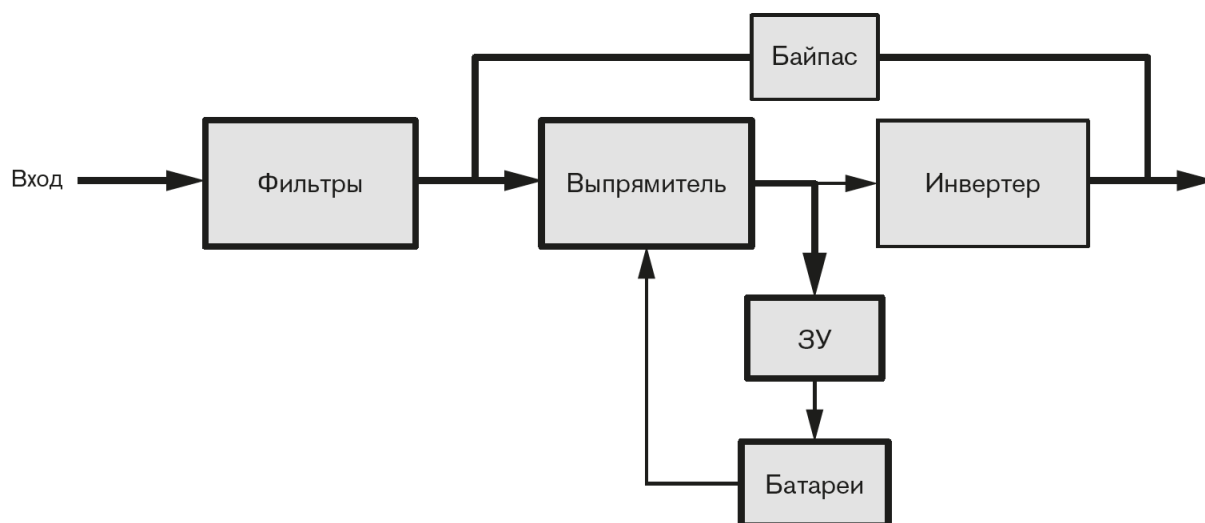 Байпас
Вход
Фильтры
Выпрямитель
Инвертер
ЗУ
Батареи